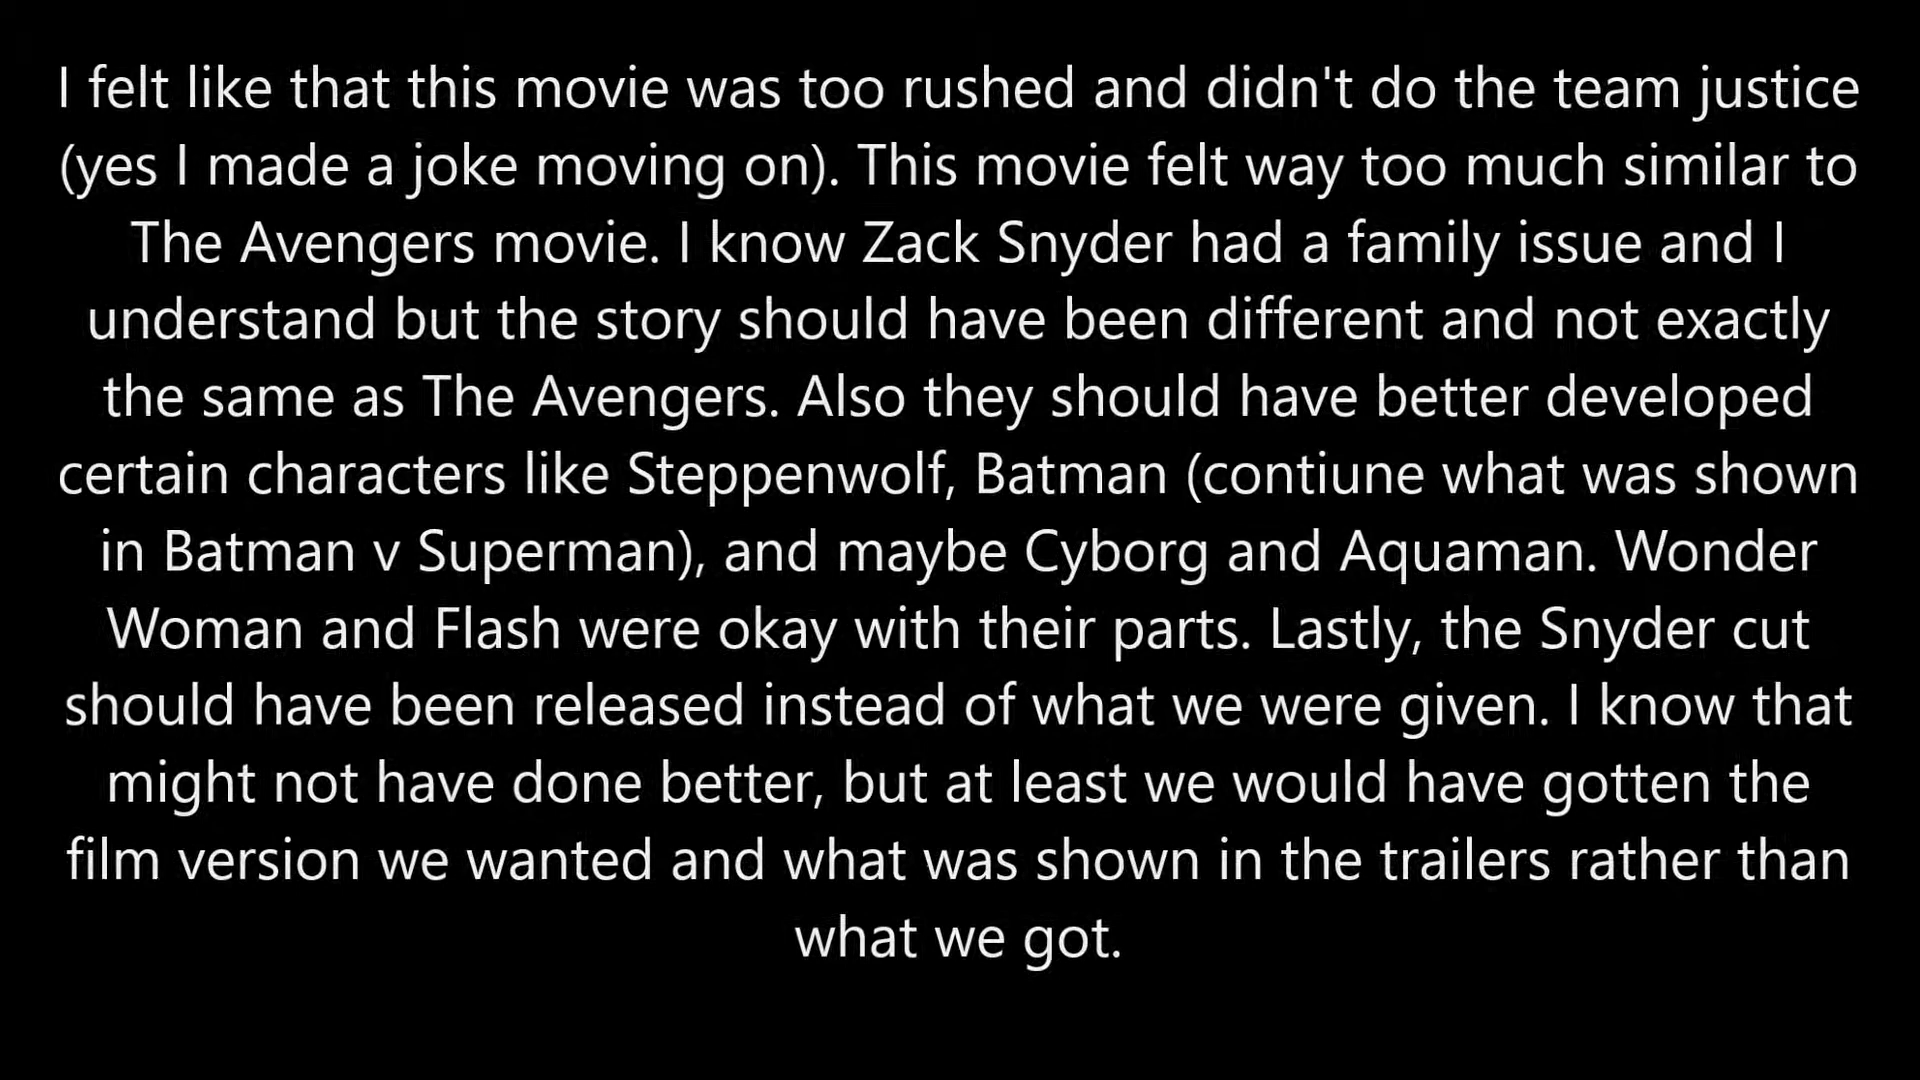 I felt like that this movie was too rushed and didn't do the team justice
(yes I made a joke moving on). This movie felt way too much similar to
The Avengers movie. I know Zack Snyder had a family issue and I
understand but the story should have been different and not exactly
the same as The Avengers. Also they should have better developed
certain characters like Steppenwolf, Batman (contiune what was shown
in Batman v Superman), and maybe Cyborg and Aquaman. Wonder
Woman and Flash were okay with their parts. Lastly, the Snyder cut
should have been released instead of what we were given. I know that
might not have done better, but at least we would have gotten the
film version we wanted and what was shown in the trailers rather than
what we got.